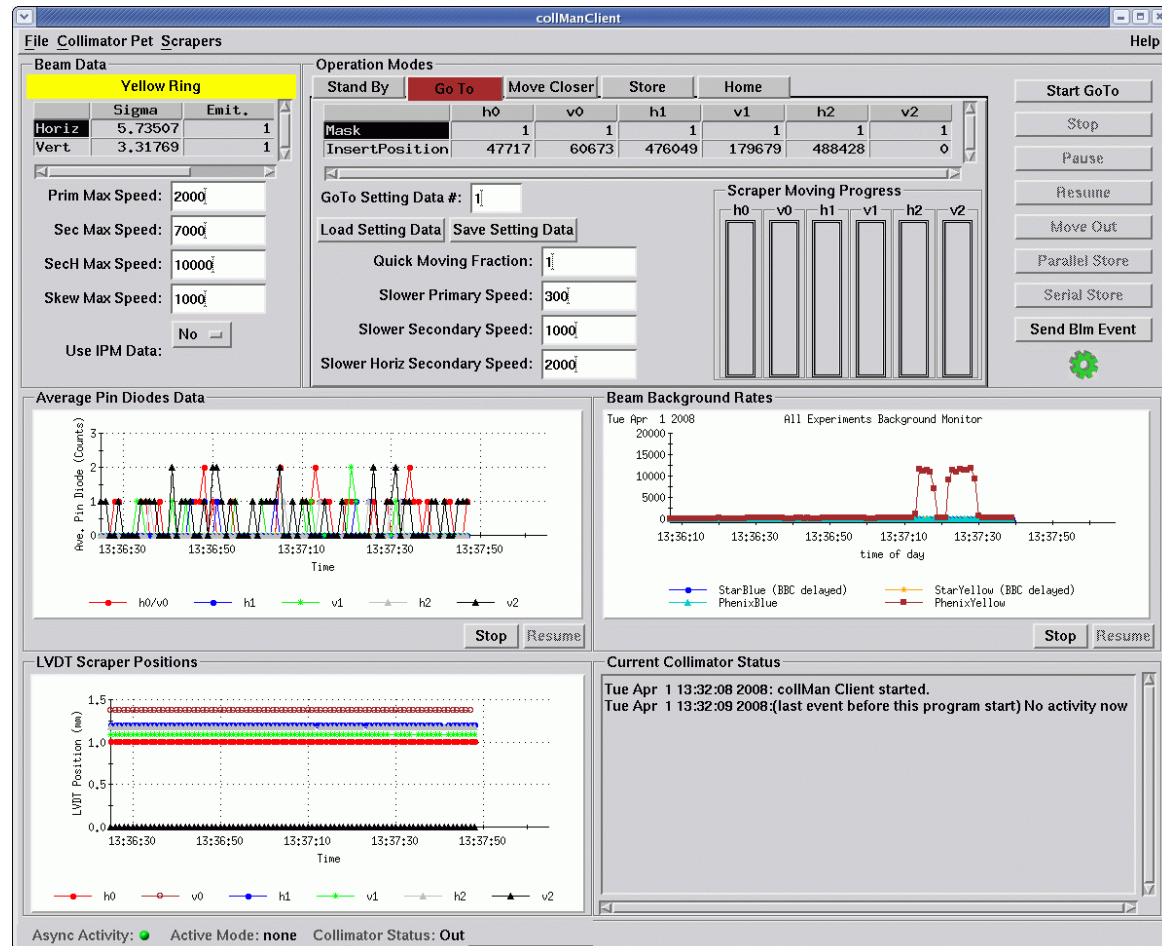 collManClient
File Collimator Pet Scrapers Help
Beam Data
Yellow Ring
Sigma Emit.
Horiz 5.73507 1
Vert 3.31769 1
Prim Max Speed: 2000
Sec Max Speed: 7000
SecH Max Speed: 10000
Skew Max Speed: 1000
Use IPM Data: No
Operation Modes
Stand By Go To Move Closer Store Home
h0 v0 h1 v1 h2 v2
Mask 1 1 1 1 1 1
InsertPosition 47717 60673 476049 179679 488428 0
GoTo Setting Data #: 1
Load Setting Data Save Setting Data
Quick Moving Fraction: 1
Slower Primary Speed: 300
Slower Secondary Speed: 1000
Slower Horiz Secondary Speed: 2000
Scraper Moving Progress
h0 v0 h1 v1 h2 v2
Start GoTo
Stop
Pause
Resume
Move Out
Parallel Store
Serial Store
Send Blm Event
Average Pin Diodes Data
Ave. Pin Diode (Counts)
3
2
1
0
13:36:30 13:36:50 13:37:10 13:37:30 13:37:50
Time
h0/v0 h1 v1 h2 v2
Stop Resume
Beam Background Rates
Tue Apr 1 2008 All Experiments Background Monitor
20000
15000
10000
5000
0
13:36:10 13:36:30 13:36:50 13:37:10 13:37:30 13:37:50
time of day
StarBlue (BBC delayed) StarYellow (BBC delayed)
PhenixBlue PhenixYellow
Stop Resume
LVDT Scraper Positions
LVDT Position (mm)
1.5
1.0
0.5
0.0
13:36:30 13:36:50 13:37:10 13:37:30 13:37:50
Time
h0 v0 h1 v1 h2 v2
Current Collimator Status
Tue Apr 1 13:32:08 2008: collMan Client started.
Tue Apr 1 13:32:09 2008:(last event before this program start) No activity now
Async Activity: Active Mode: none Collimator Status: Out